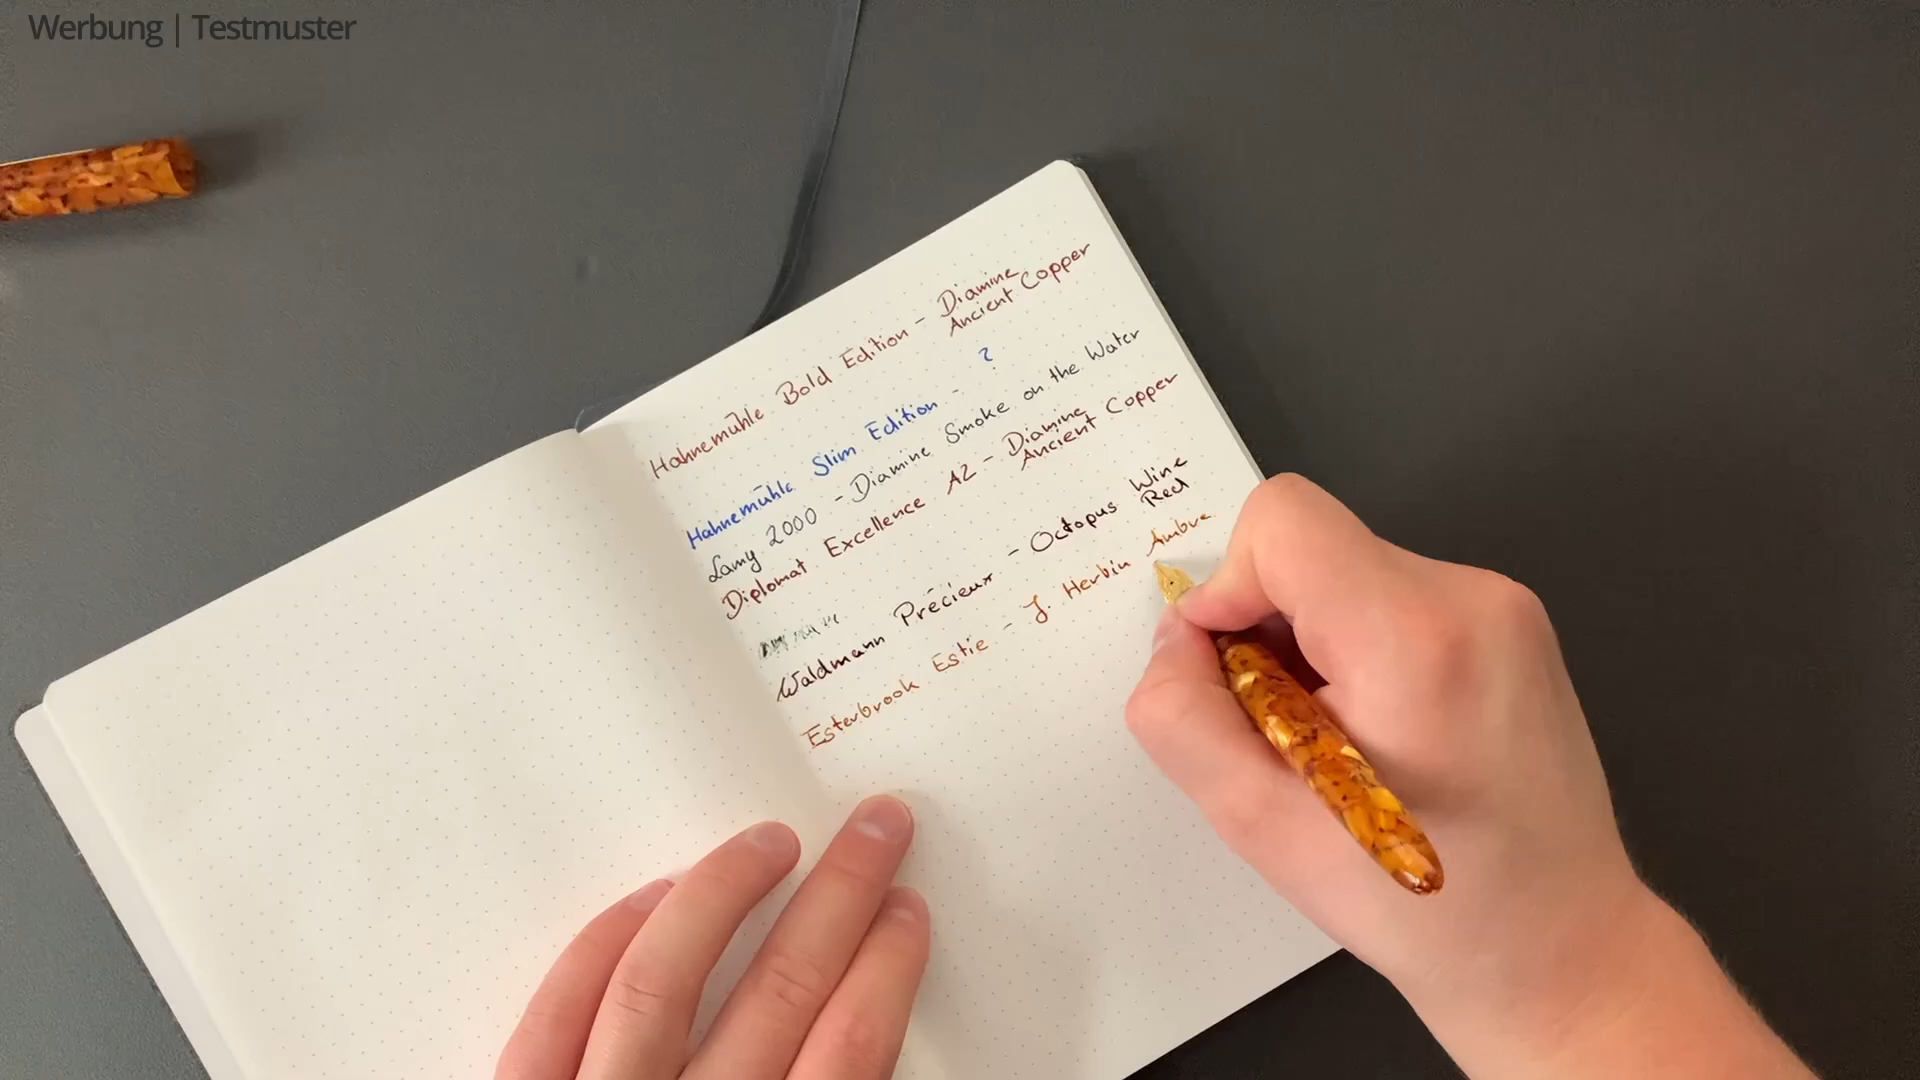 Werbung | Testmuster
Hahnemühle Bold Edition - Diamine
Ancient Copper
Hahnemühle Slim Edition - ?
Lamy 2000 - Diamine Smoke on the Water
Diplomat Excellence A2 - Diamine
Ancient Copper
Waldmann Précieux - Octopus Wine
Red
Esterbrook Estie - J. Herbin Ambre